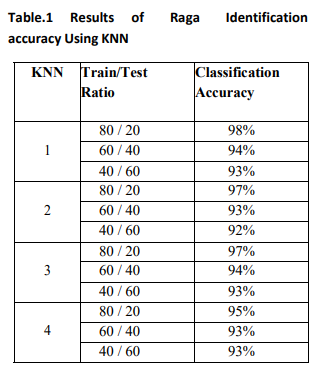 Table.1 Results of Raga Identification
accuracy Using KNN
KNN Train/Test Classification
Ratio Accuracy
80 / 20 98%
1 60 / 40 94%
40 / 60 93%
80 / 20 97%
2 60 / 40 93%
40 / 60 92%
80 / 20 97%
3 60 / 40 94%
40 / 60 93%
80 / 20 95%
4 60 / 40 93%
40 / 60 93%